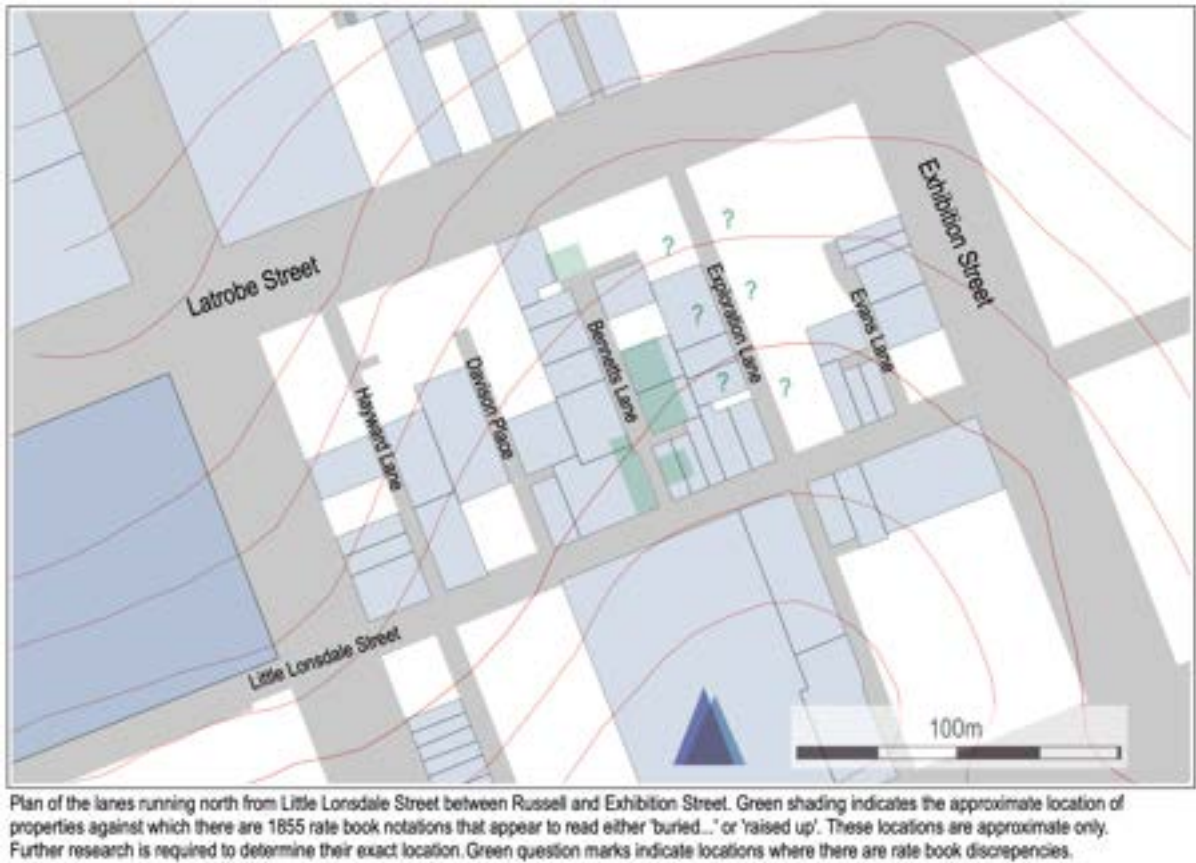 Latrobe Street
Exhibition Street
?
?
?
?
?
?
Exploration Lane
Evans Lane
Bennetts Lane
Davison Place
Hayward Lane
Little Lonsdale Street
100m
Plan of the lanes running north from Little Lonsdale Street between Russell and Exhibition Street. Green shading indicates the approximate location of
properties against which there are 1855 rate book notations that appear to read either 'buried...' or 'raised up'. These locations are approximate only.
Further research is required to determine their exact location. Green question marks indicate locations where there are rate book discrepencies.